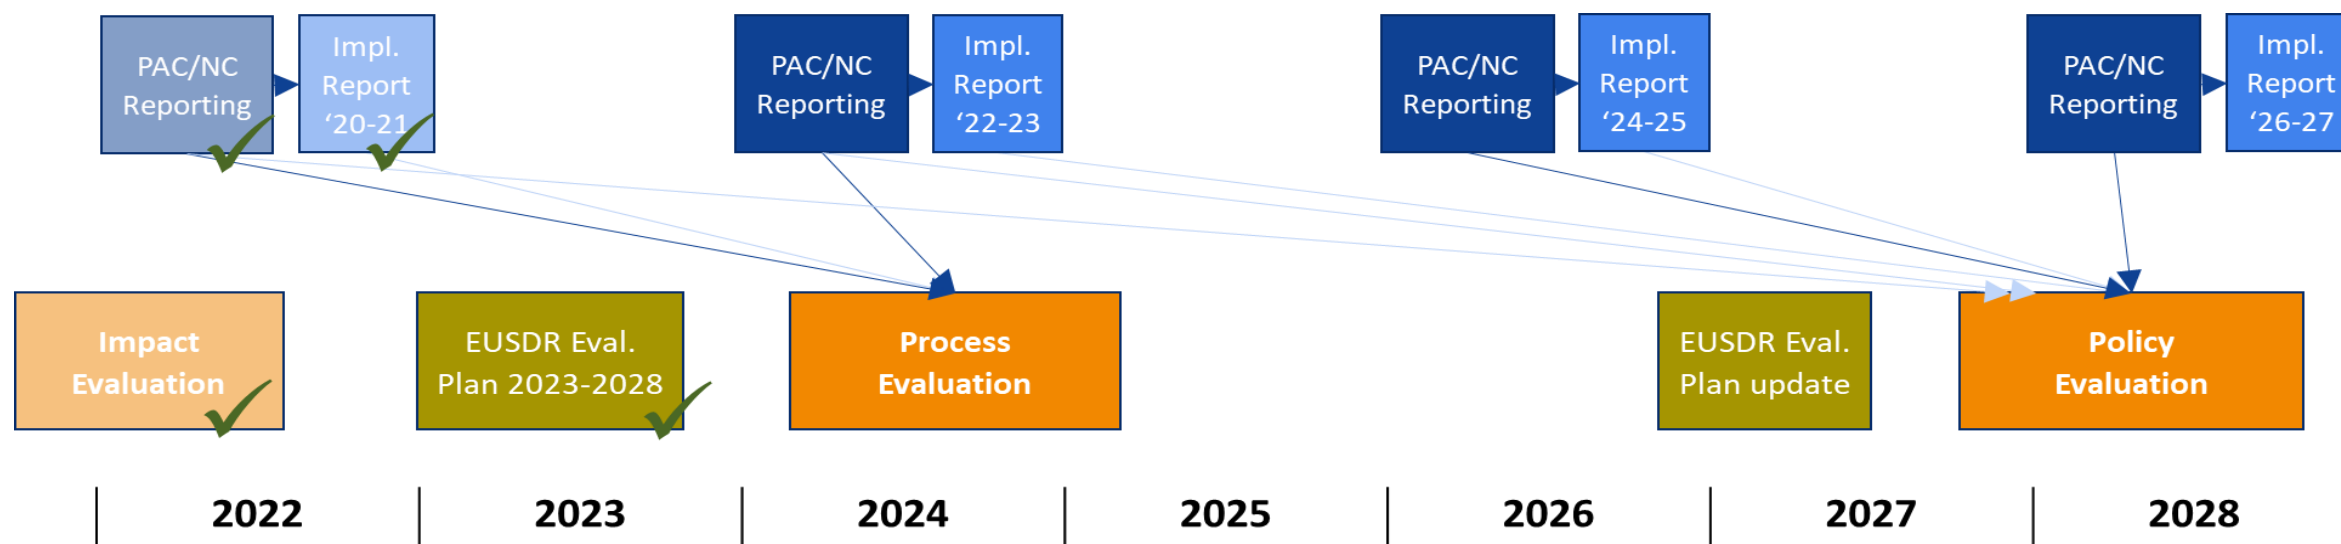 PAC/NC
Reporting
Impl.
Report
‘20-21
PAC/NC
Reporting
Impl.
Report
‘22-23
PAC/NC
Reporting
Impl.
Report
‘24-25
PAC/NC
Reporting
Impl.
Report
‘26-27
Impact
Evaluation
EUSDR Eval.
Plan 2023-2028
Process
Evaluation
EUSDR Eval.
Plan update
Policy
Evaluation
2022
2023
2024
2025
2026
2027
2028